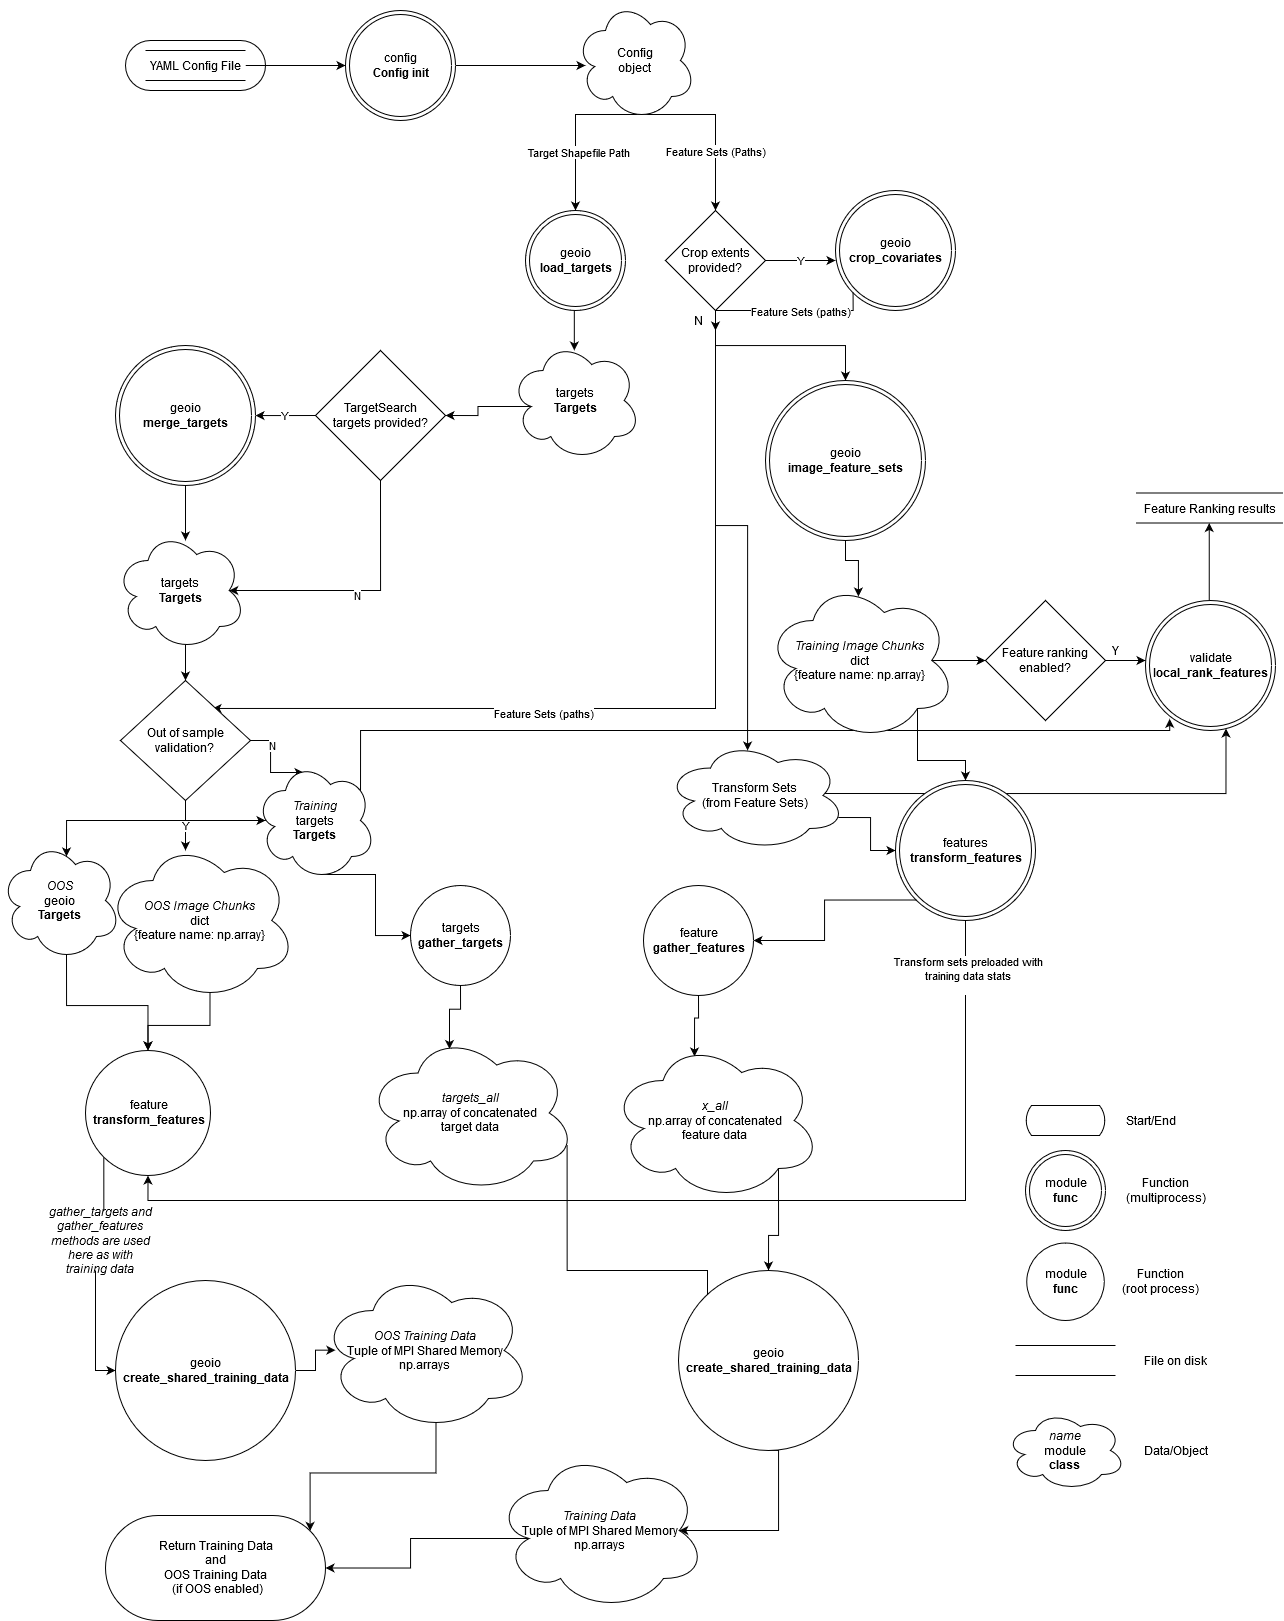 YAML Config File
config
Config init
Config
object
Target Shapefile Path
Feature Sets (Paths)
geoio
load_targets
Crop extents
provided?
Y
geoio
crop_covariates
Feature Sets (paths)
N
geoio
merge_targets
Y
TargetSearch
targets provided?
targets
Targets
geoio
image_feature_sets
Feature Ranking results
targets
Targets
N
Training Image Chunks
dict
{feature name: np.array}
Feature ranking
enabled?
Y
validate
local_rank_features
Feature Sets (paths)
Out of sample
validation?
N
Training
targets
Targets
Y
Transform Sets
(from Feature Sets)
features
transform_features
OOS
geoio
Targets
OOS Image Chunks
dict
{feature name: np.array}
targets
gather_targets
feature
gather_features
Transform sets preloaded with
training data stats
feature
transform_features
targets_all
np.array of concatenated
target data
x_all
np.array of concatenated
feature data
Start/End
module
func
Function
(multiprocess)
gather_targets and
gather_features
methods are used
here as with
training data
module
func
Function
(root process)
geoio
create_shared_training_data
OOS Training Data
Tuple of MPI Shared Memory
np.arrays
geoio
create_shared_training_data
File on disk
name
module
class
Data/Object
Training Data
Tuple of MPI Shared Memory
np.arrays
Return Training Data
and
OOS Training Data
(if OOS enabled)